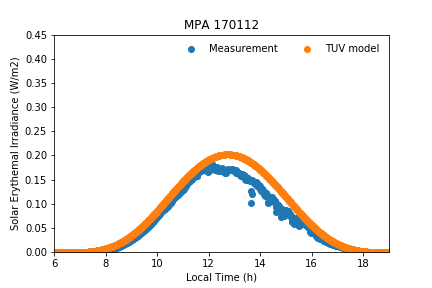 MPA 170112
Measurement
TUV model
Solar Erythemal Irradiance (W/m2)
0.45
0.40
0.35
0.30
0.25
0.20
0.15
0.10
0.05
0.00
6 8 10 12 14 16 18
Local Time (h)